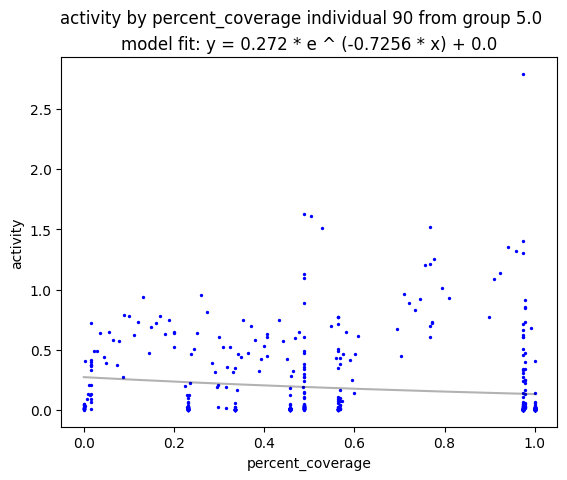 activity by percent_coverage individual 90 from group 5.0
model fit: y = 0.272 * e ^ (-0.7256 * x) + 0.0
2.5
2.0
1.5
1.0
0.5
0.0
activity
0.0 0.2 0.4 0.6 0.8 1.0
percent_coverage